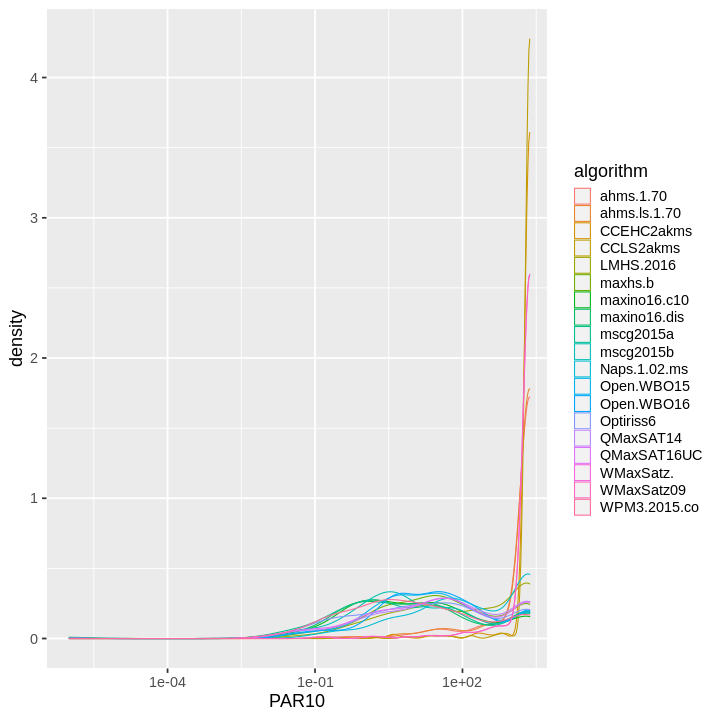 4
3
2
1
0
density
1e-04
1e-01
1e+02
PAR10
algorithm
ahms.1.70
ahms.ls.1.70
CCEHC2akms
CCLS2akms
LMHS.2016
maxhs.b
maxino16.c10
maxino16.dis
mscg2015a
mscg2015b
Naps.1.02.ms
Open.WBO15
Open.WBO16
Optiriss6
QMaxSAT14
QMaxSAT16UC
WMaxSatz.
WMaxSatz09
WPM3.2015.co